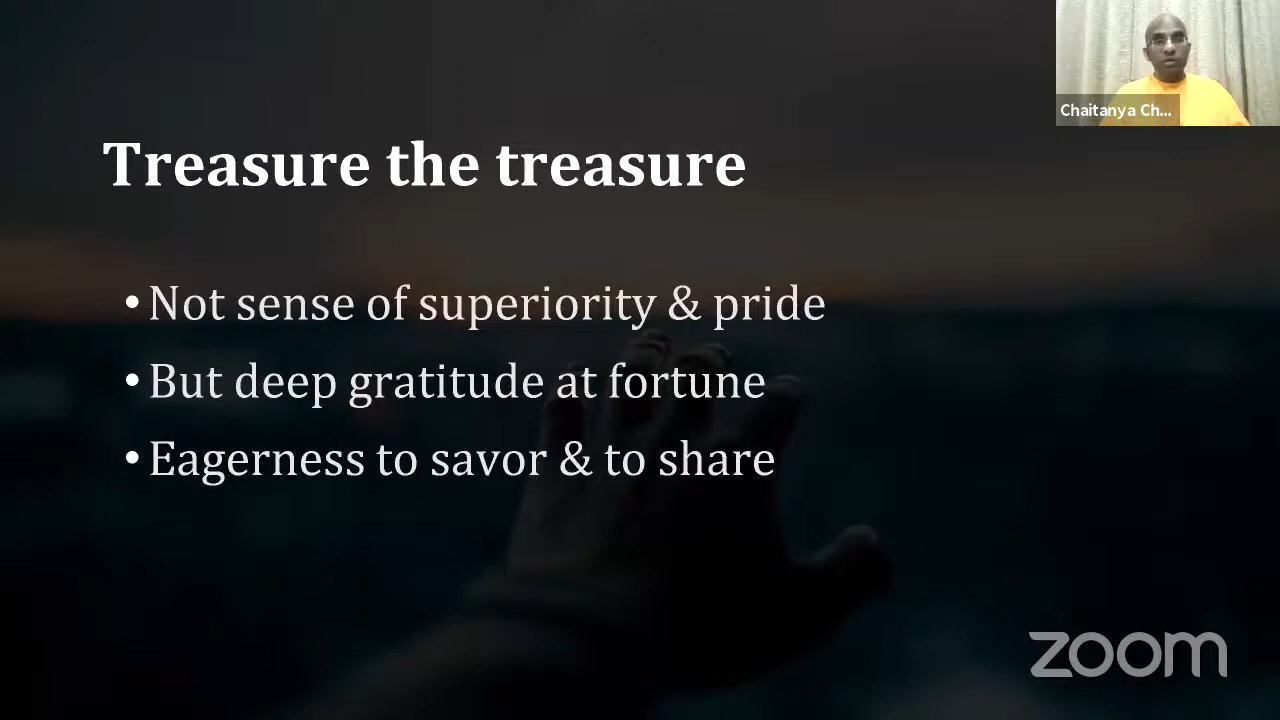 Chaitanya Ch...
Treasure the treasure
• Not sense of superiority & pride
• But deep gratitude at fortune
• Eagerness to savor & to share
zoom